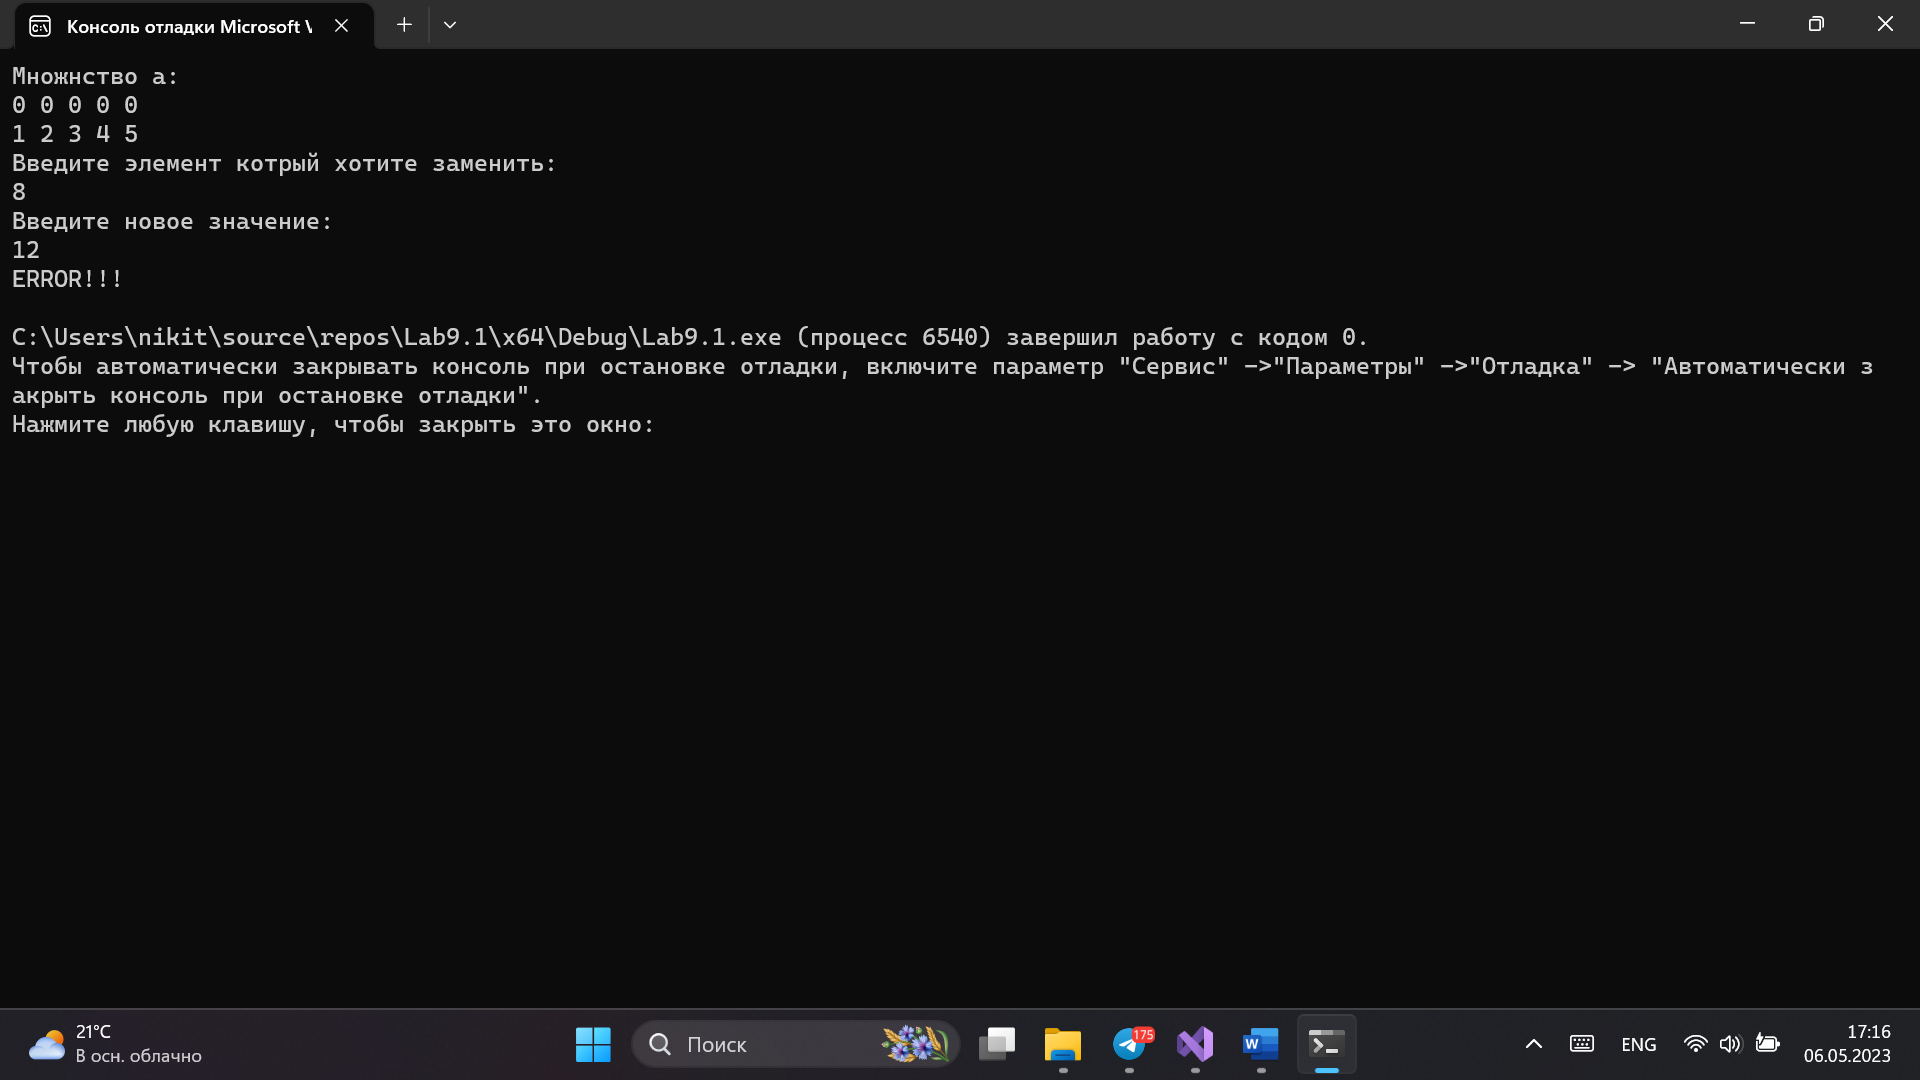 Консоль отладки Microsoft V
Множнство a:
0 0 0 0 0
1 2 3 4 5
Введите элемент котрый хотите заменить:
8
Введите новое значение:
12
ERROR!!!
C:\Users\nikit\source\repos\Lab9.1\x64\Debug\Lab9.1.exe (процесс 6540) завершил работу с кодом 0.
Чтобы автоматически закрывать консоль при остановке отладки, включите параметр "Сервис" ->"Параметры" ->"Отладка" -> "Автоматически з
акрыть консоль при остановке отладки".
Нажмите любую клавишу, чтобы закрыть это окно:
21°C
В осн. облачно
Поиск
175
ENG
17:16
06.05.2023